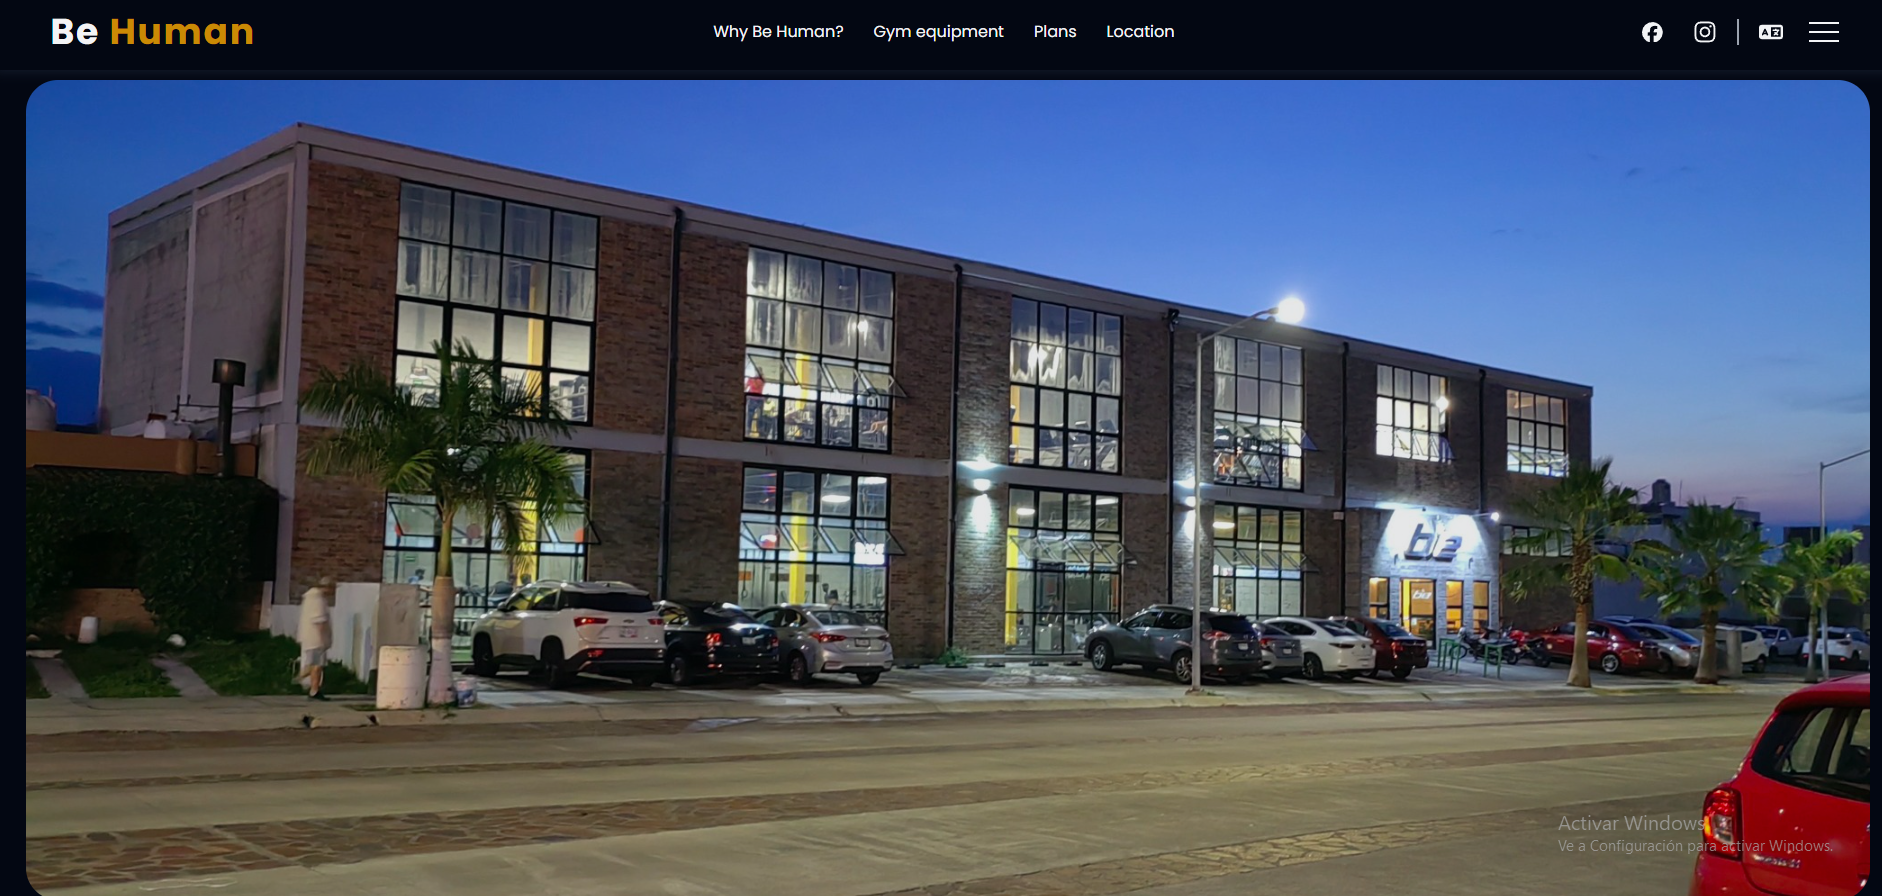 Be Human
Why Be Human?
Gym equipment
Plans
Location
Activar Windows
Ve a Configuración para activar Windows.